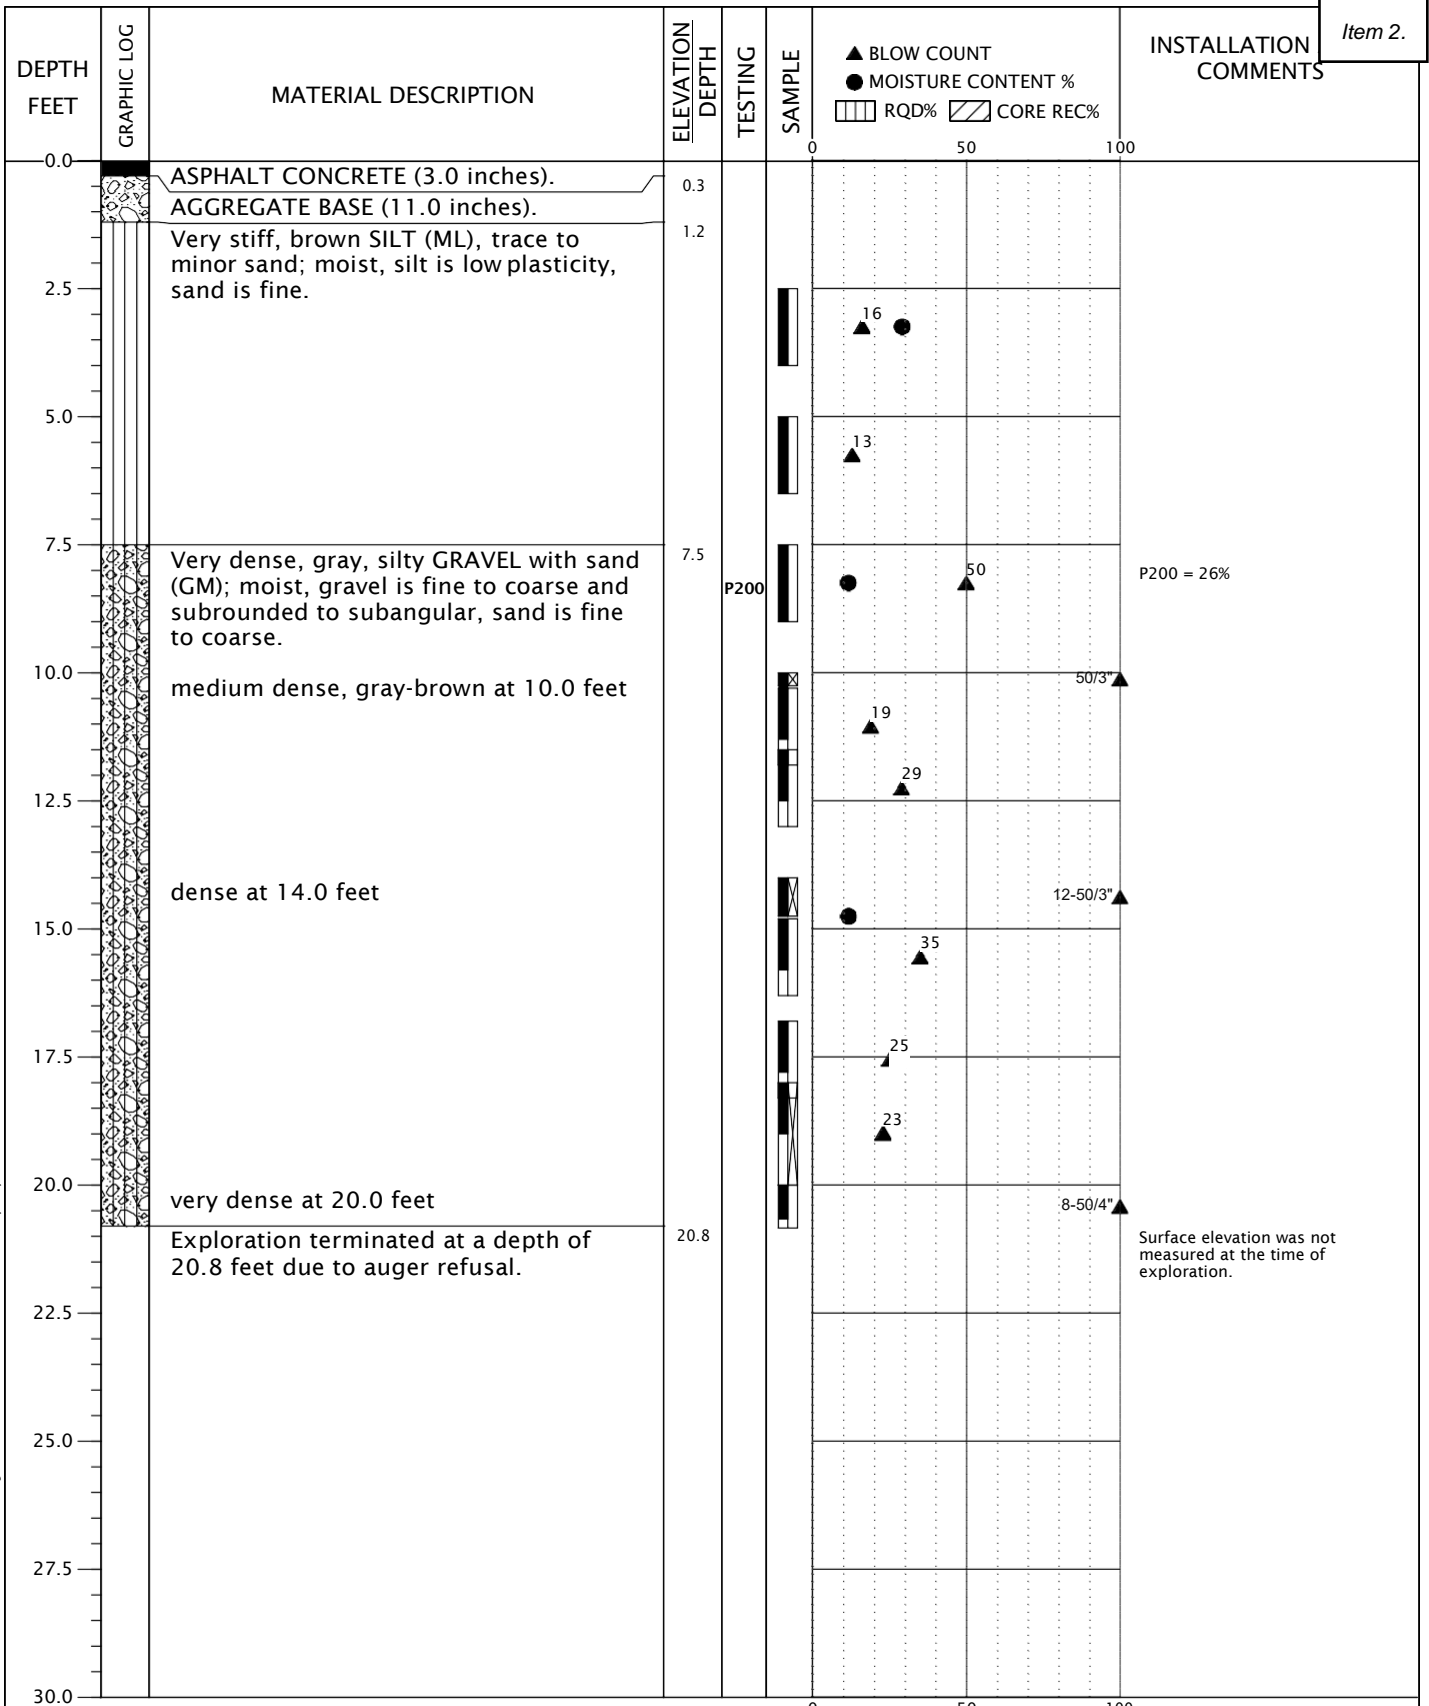 Item 2.
DEPTH
FEET
GRAPHIC LOG
MATERIAL DESCRIPTION
ELEVATION
DEPTH
TESTING
SAMPLE
▲ BLOW COUNT
● MOISTURE CONTENT %
RQD% CORE REC%
INSTALLATION
COMMENTS
0 50 100
0.0
ASPHALT CONCRETE (3.0 inches).
0.3
AGGREGATE BASE (11.0 inches).
1.2
Very stiff, brown SILT (ML), trace to
minor sand; moist, silt is low plasticity,
sand is fine.
2.5
16
5.0
13
7.5
Very dense, gray, silty GRAVEL with sand
(GM); moist, gravel is fine to coarse and
subrounded to subangular, sand is fine
to coarse.
7.5
P200
50
P200 = 26%
10.0
medium dense, gray-brown at 10.0 feet
50/3"
19
29
12.5
dense at 14.0 feet
12-50/3"
15.0
35
17.5
25
23
20.0
very dense at 20.0 feet
8-50/4"
Exploration terminated at a depth of
20.8 feet due to auger refusal.
20.8
Surface elevation was not
measured at the time of
exploration.
22.5
25.0
27.5
30.0
0 50 100